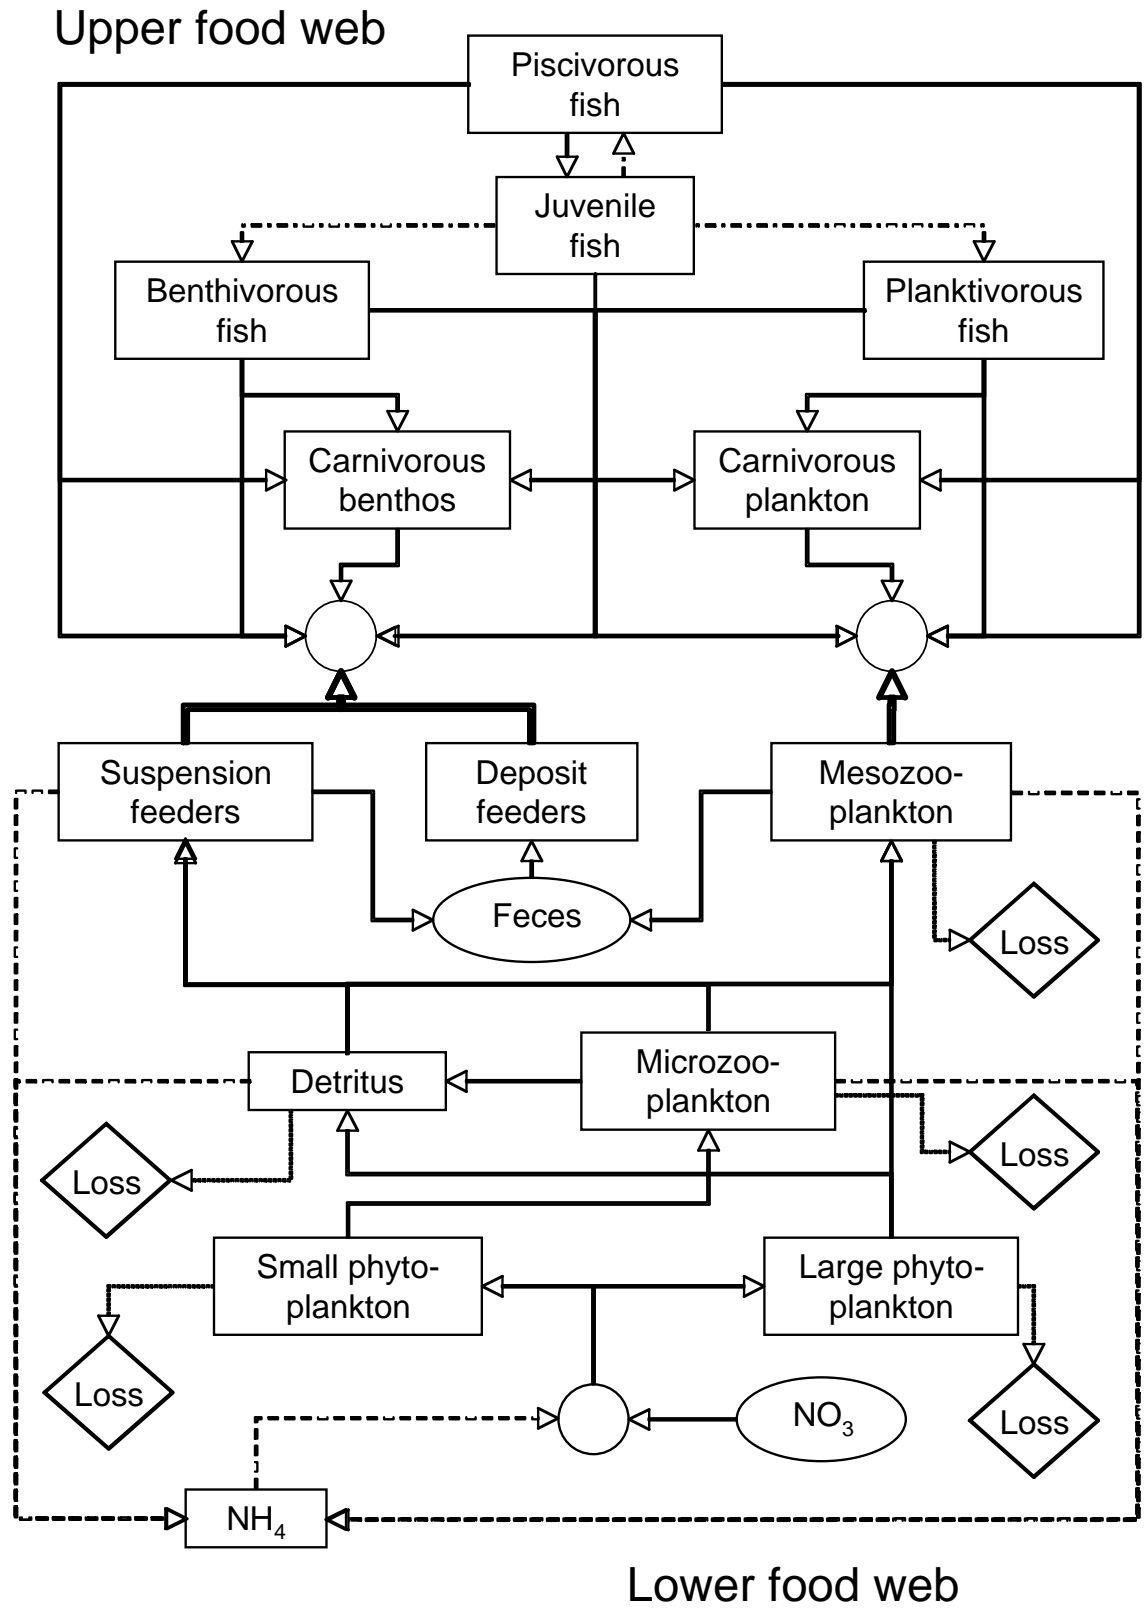 Upper food web
Piscivorous
fish
Juvenile
fish
Benthivorous
fish
Planktivorous
fish
Carnivorous
benthos
Carnivorous
plankton
Suspension
feeders
Deposit
feeders
Mesozoo-
plankton
Feces
Loss
Detritus
Microzoo-
plankton
Loss
Loss
Small phyto-
plankton
Large phyto-
plankton
Loss
Loss
NO3
NH4
Lower food web